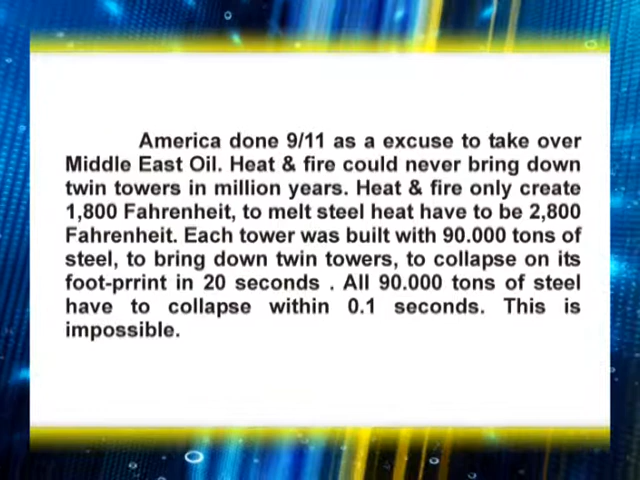 America done 9/11 as a excuse to take over
Middle East Oil. Heat & fire could never bring down
twin towers in million years. Heat & fire only create
1,800 Fahrenheit, to melt steel heat have to be 2,800
Fahrenheit. Each tower was built with 90.000 tons of
steel, to bring down twin towers, to collapse on its
foot-prrint in 20 seconds . All 90.000 tons of steel
have to collapse within 0.1 seconds. This is
impossible.